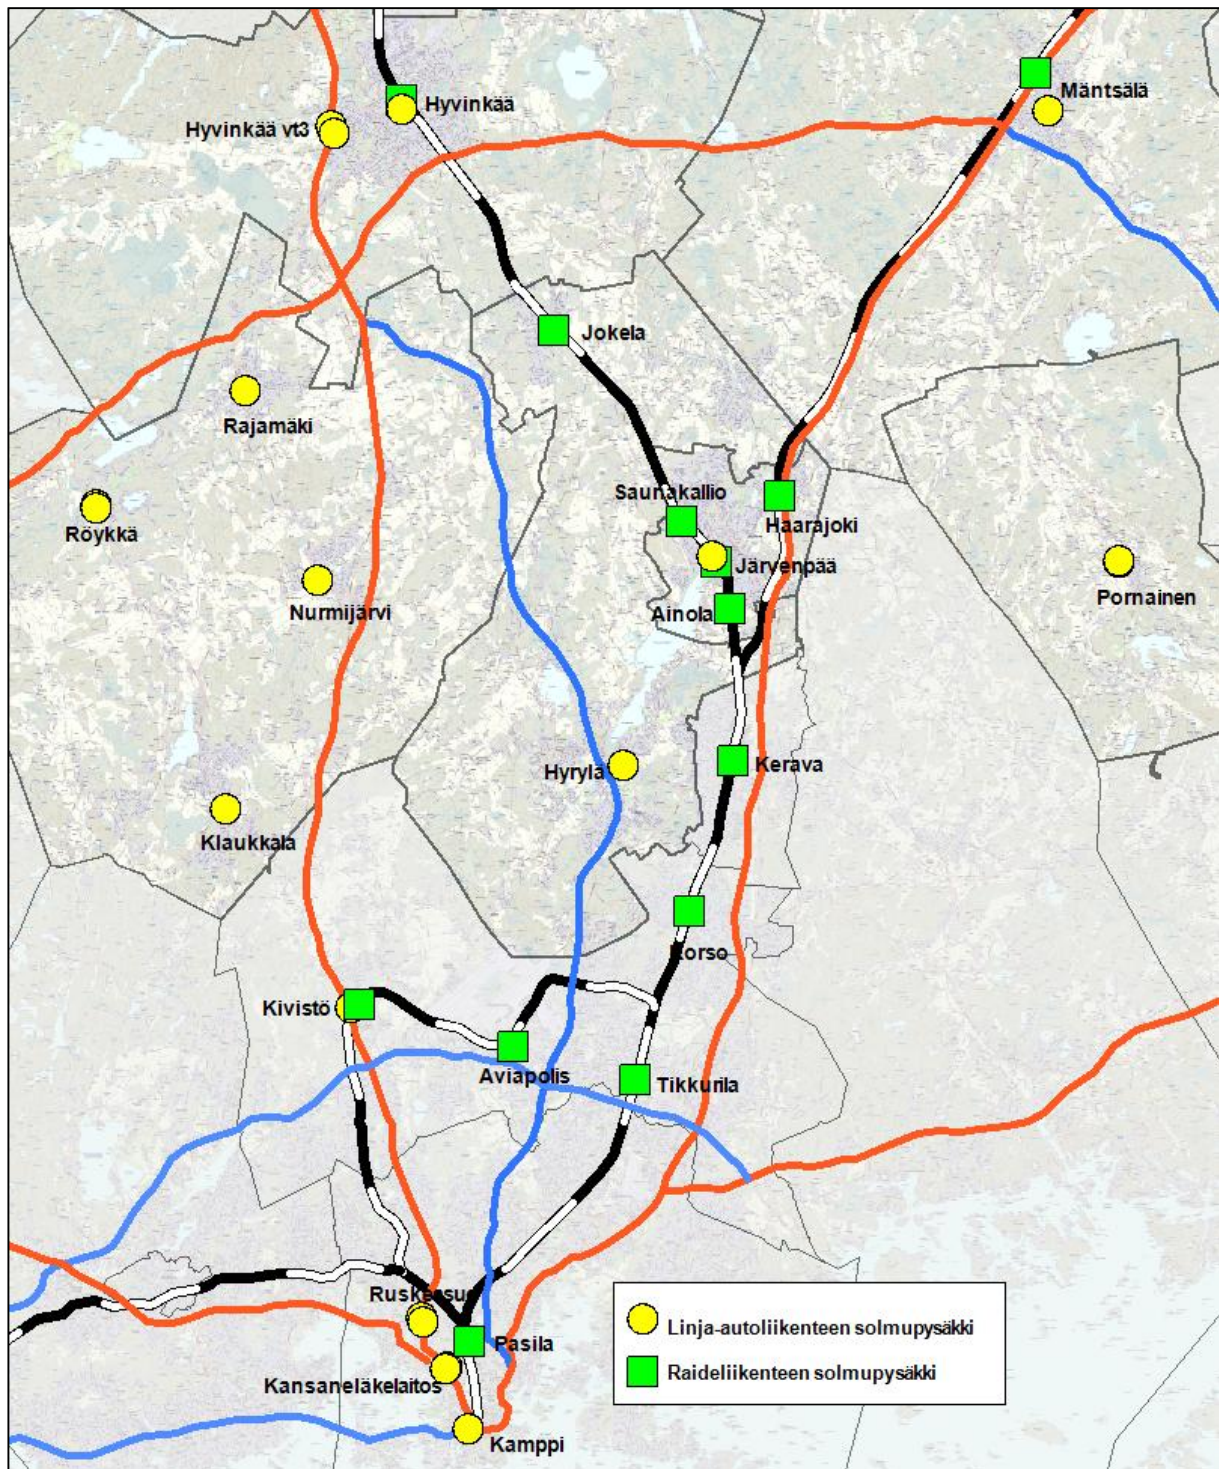 Mäntsälä
Hyvinkää
Hyvinkää vt3
Jokela
Rajamäki
Saunakallio
Haarajoki
Röykkä
Järvenpää
Pornainen
Nurmijärvi
Ainola
Hyrylä
Kerava
Klaukkala
Korso
Kivistö
Aviapolis
Tikkurila
Ruskeasuo
Linja-autoliikenteen solmupysäkki
Pasila
Raideliikenteen solmupysäkki
Kansaneläkelaitos
Kamppi